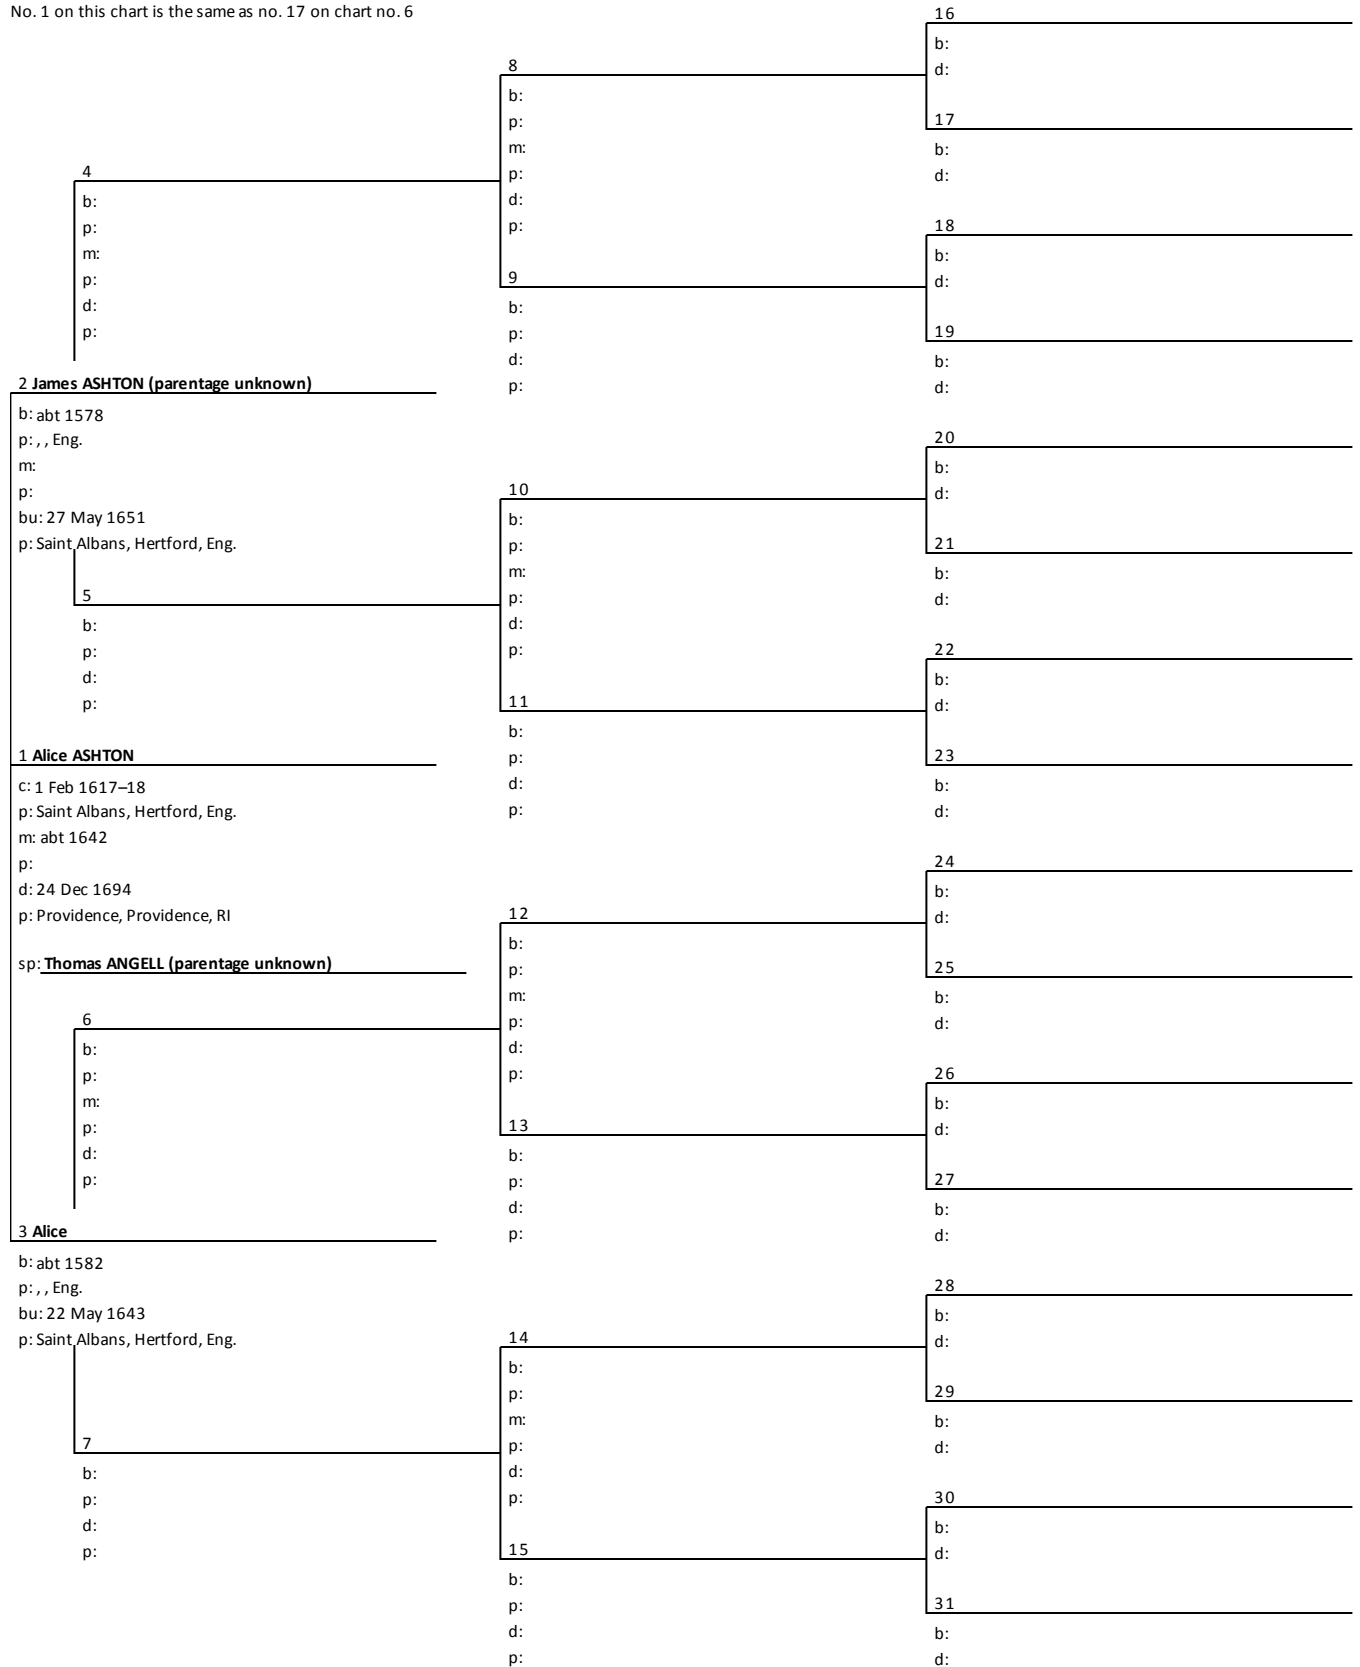 No. 1 on this chart is the same as no. 17 on chart no. 6
16
b:
d:
8
b:
p:
m:
p:
d:
p:
17
b:
d:
4
b:
p:
m:
p:
d:
p:
18
b:
d:
9
b:
p:
d:
p:
19
b:
d:
2 James ASHTON (parentage unknown)
b: abt 1578
p: , , Eng.
m:
p:
bu: 27 May 1651
p: Saint Albans, Hertford, Eng.
20
b:
d:
10
b:
p:
m:
p:
d:
p:
21
b:
d:
5
b:
p:
d:
p:
22
b:
d:
11
b:
p:
d:
p:
23
b:
d:
1 Alice ASHTON
c: 1 Feb 1617–18
p: Saint Albans, Hertford, Eng.
m: abt 1642
p:
d: 24 Dec 1694
p: Providence, Providence, RI
sp: Thomas ANGELL (parentage unknown)
24
b:
d:
12
b:
p:
m:
p:
d:
p:
25
b:
d:
6
b:
p:
m:
p:
d:
p:
26
b:
d:
13
b:
p:
d:
p:
27
b:
d:
3 Alice
b: abt 1582
p: , , Eng.
bu: 22 May 1643
p: Saint Albans, Hertford, Eng.
28
b:
d:
14
b:
p:
m:
p:
d:
p:
29
b:
d:
7
b:
p:
d:
p:
30
b:
d:
15
b:
p:
d:
p:
31
b:
d: